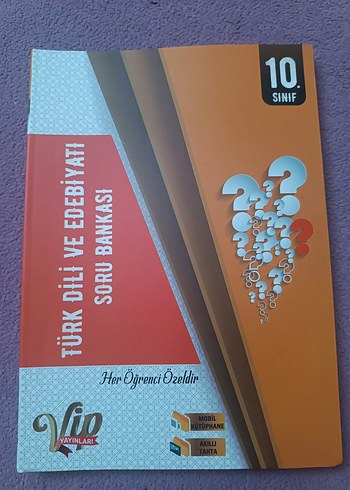 10.
SINIF
TÜRK DİLİ VE EDEBİYATI
SORU BANKASI
Her Öğrenci Özeldir
Vip
YAYINLARI
MOBİL
KÜTÜPHANE
AKILLI
TAHTA